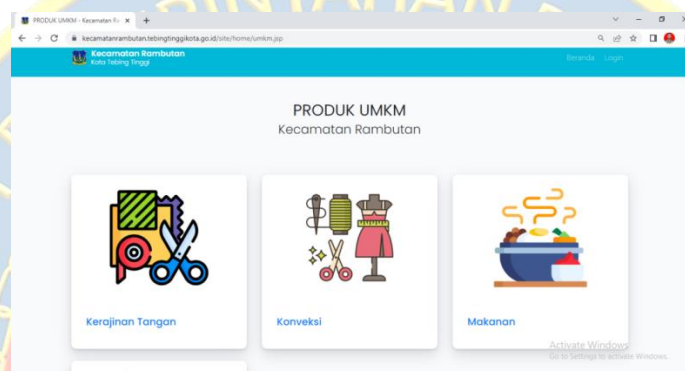 PRODUK UMKM - Kecamatan Ra
kecamatanrambutan.tebingtinggikota.go.id/site/home/umkm.jsp
Kecamatan Rambutan
Kota Tebing Tinggi
Beranda Login
PRODUK UMKM
Kecamatan Rambutan
Kerajinan Tangan
Konveksi
Makanan
Activate Windows
Go to Settings to activate Windows.